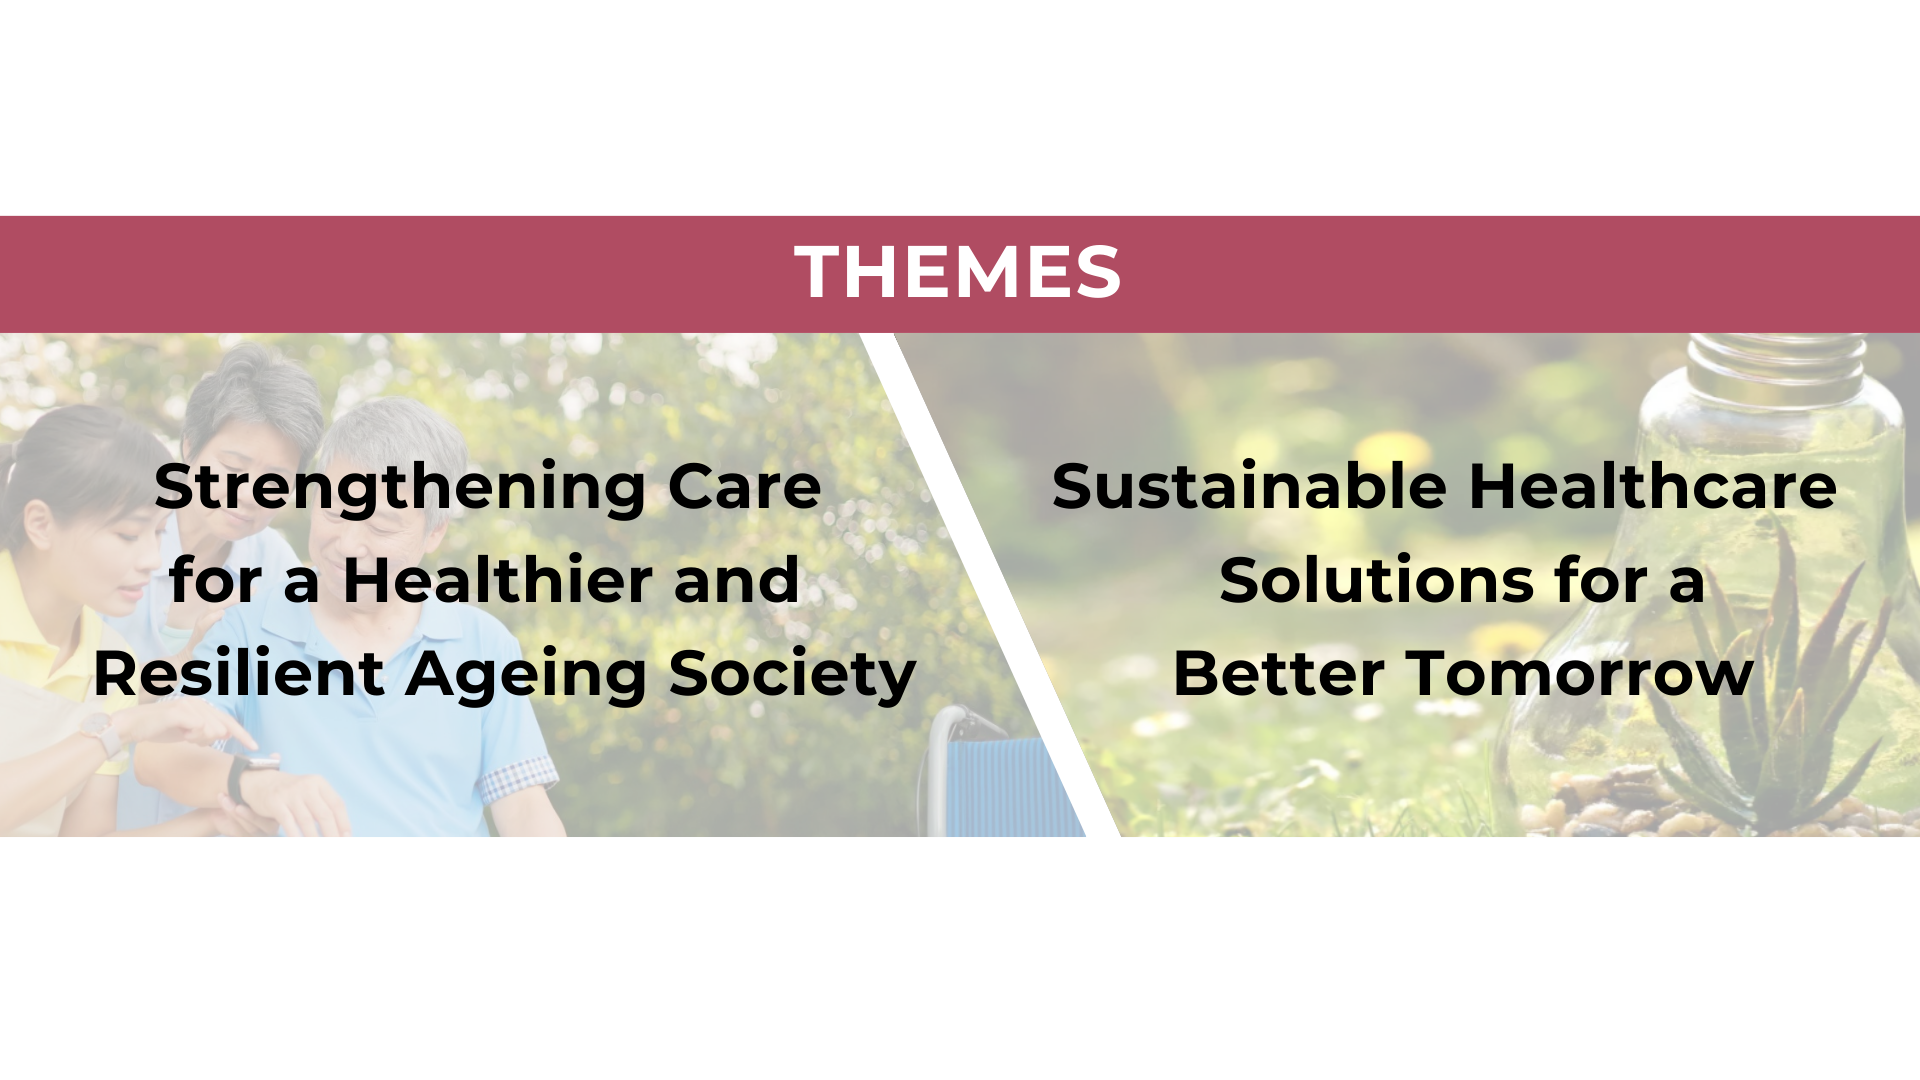 THEMES
Strengthening Care
for a Healthier and
Resilient Ageing Society
Sustainable Healthcare
Solutions for a
Better Tomorrow